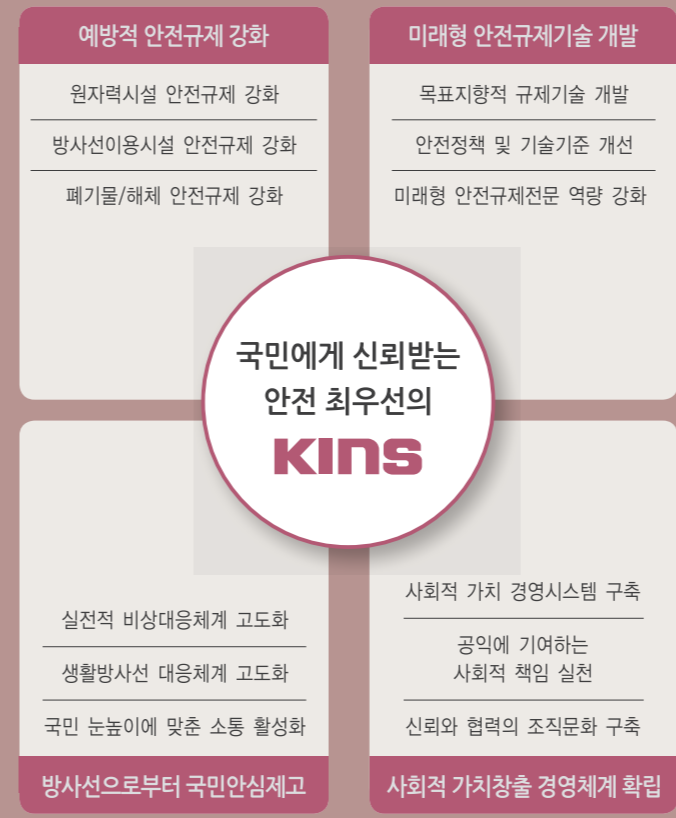 예방적 안전규제 강화
원자력시설 안전규제 강화
방사선이용시설 안전규제 강화
폐기물/해체 안전규제 강화
미래형 안전규제기술 개발
목표지향적 규제기술 개발
안전정책 및 기술기준 개선
미래형 안전규제전문 역량 강화
국민에게 신뢰받는
안전 최우선의
KINS
실전적 비상대응체계 고도화
생활방사선 대응체계 고도화
국민 눈높이에 맞춘 소통 활성화
방사선으로부터 국민안심제고
사회적 가치 경영시스템 구축
공익에 기여하는
사회적 책임 실천
신뢰와 협력의 조직문화 구축
사회적 가치창출 경영체계 확립